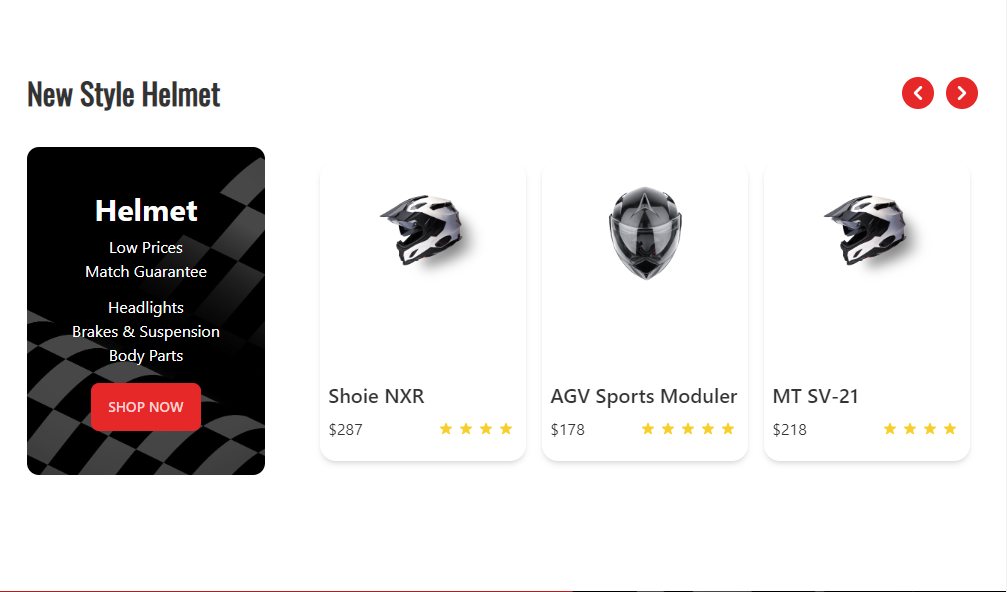 New Style Helmet
Helmet
Low Prices
Match Guarantee
Headlights
Brakes & Suspension
Body Parts
SHOP NOW
Shoie NXR
$287
AGV Sports Moduler
$178
MT SV-21
$218